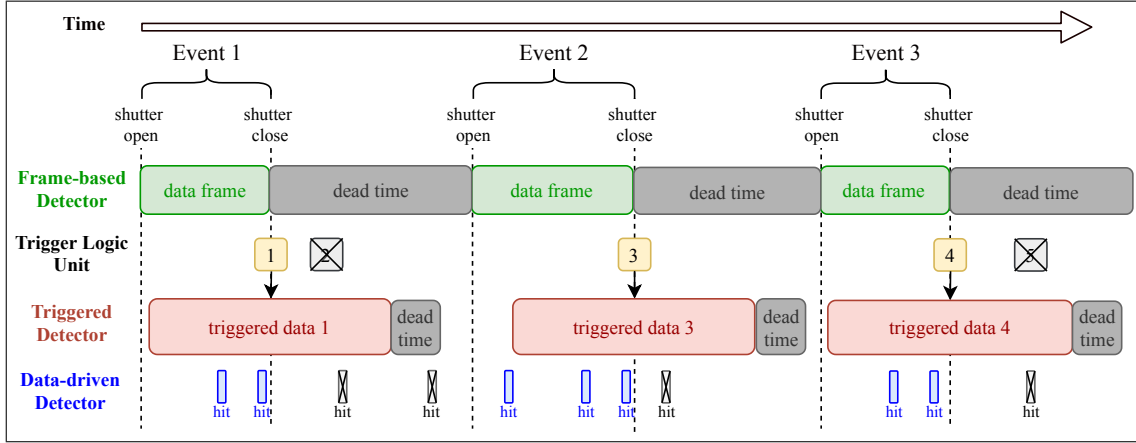 Time
Event 1
Event 2
Event 3
shutter open
shutter close
shutter open
shutter close
shutter open
shutter close
Frame-based Detector
data frame
dead time
data frame
dead time
data frame
dead time
Trigger Logic Unit
1
2
3
4
5
Triggered Detector
triggered data 1
dead time
triggered data 3
dead time
triggered data 4
dead time
Data-driven Detector
hit
hit
hit
hit
hit
hit
hit
hit
hit
hit
hit